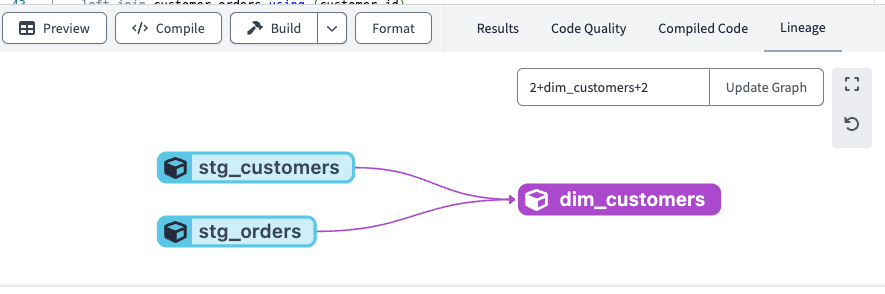 43 left join customer_orders using (customer_id)
Preview
</> Compile
Build
Format
Results
Code Quality
Compiled Code
Lineage
2+dim_customers+2
Update Graph
stg_customers
dim_customers
stg_orders